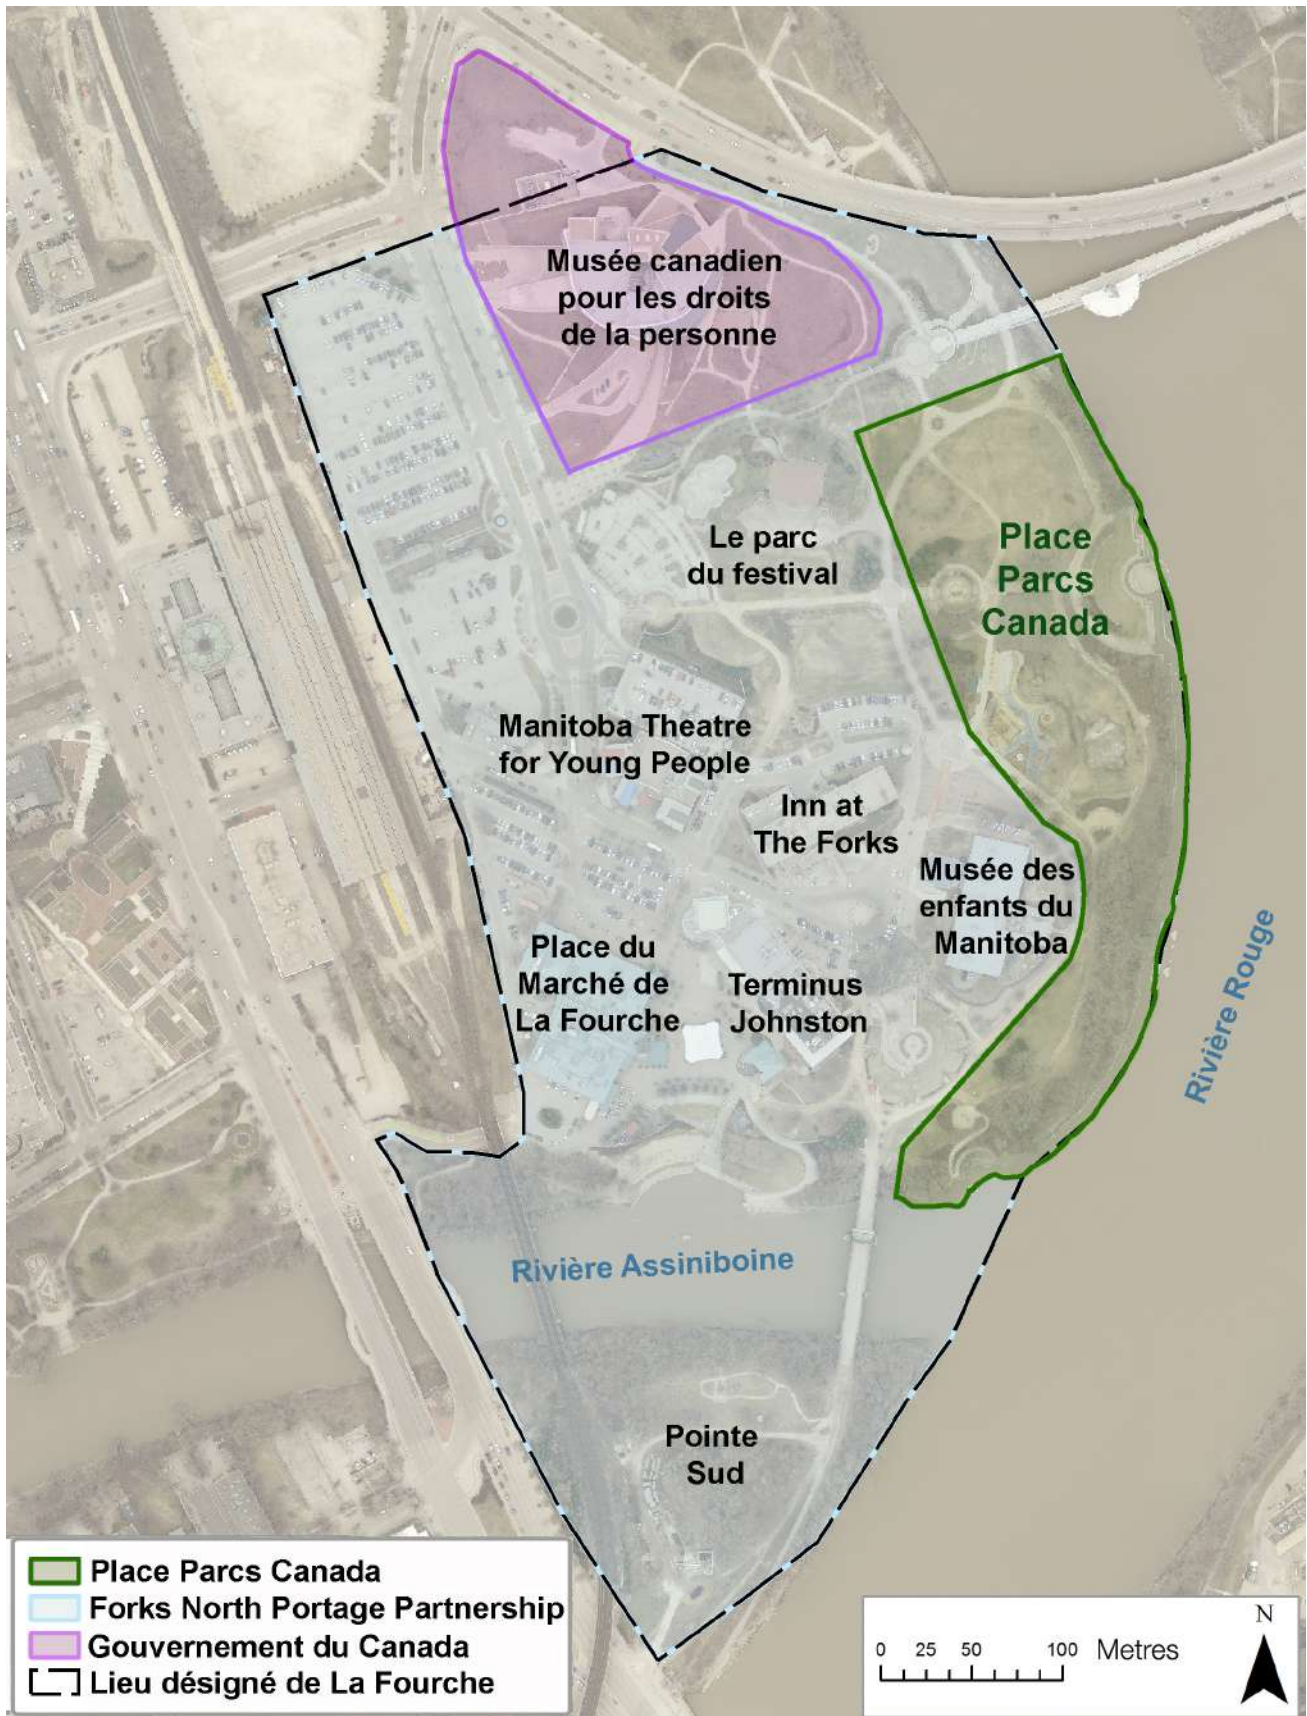 Musée canadien
pour les droits
de la personne
Le parc
du festival
Place
Parcs
Canada
Manitoba Theatre
for Young People
Inn at
The Forks
Musée des
enfants du
Manitoba
Place du
Marché de
La Fourche
Terminus
Johnston
Rivière Rouge
Rivière Assiniboine
Pointe
Sud
Place Parcs Canada
Forks North Portage Partnership
Gouvernement du Canada
Lieu désigné de La Fourche
0 25 50 100 Metres
N